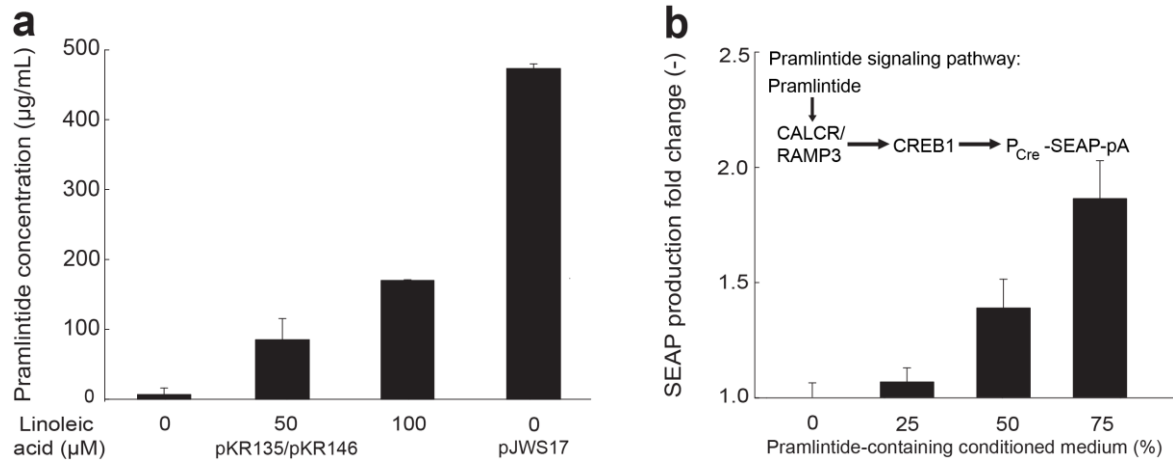 a
Pramlintide concentration (µg/mL)
500
400
300
200
100
0
Linoleic acid (µM)
0
50
100
0
pKR135/pKR146
pJWS17
b
SEAP production fold change (-)
2.5
2.0
1.5
1.0
Pramlintide signaling pathway:
Pramlintide
CALCR/
RAMP3
CREB1
PCre -SEAP-pA
0
25
50
75
Pramlintide-containing conditioned medium (%)